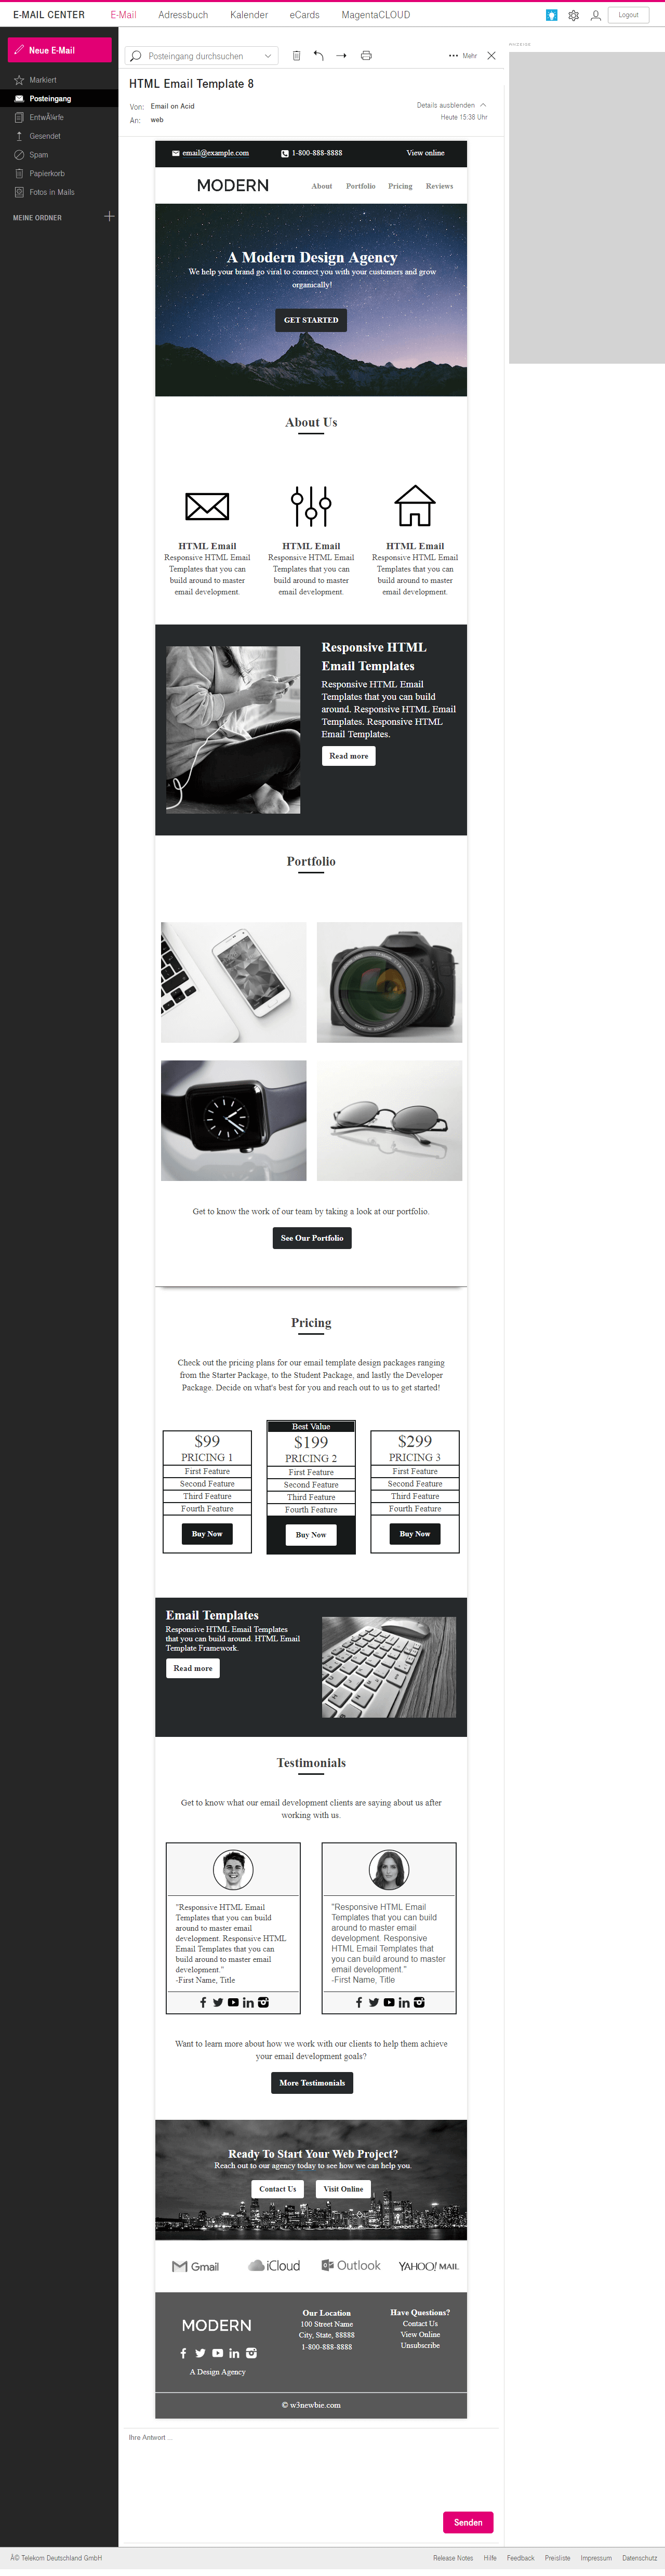 E-MAIL CENTER
E-Mail
Adressbuch
Kalender
eCards
MagentaCLOUD
Logout
Neue E-Mail
Markiert
Posteingang
EntwÃ¼rfe
Gesendet
Spam
Papierkorb
Fotos in Mails
MEINE ORDNER
Posteingang durchsuchen
Mehr
ANZEIGE
HTML Email Template 8
Von: Email on Acid
An: web
Details ausblenden
Heute 15:38 Uhr
email@example.com
1-800-888-8888
View online
MODERN
About
Portfolio
Pricing
Reviews
A Modern Design Agency
We help your brand go viral to connect you with your customers and grow
organically!
GET STARTED
About Us
HTML Email
Responsive HTML Email
Templates that you can
build around to master
email development.
HTML Email
Responsive HTML Email
Templates that you can
build around to master
email development.
HTML Email
Responsive HTML Email
Templates that you can
build around to master
email development.
Responsive HTML
Email Templates
Responsive HTML Email
Templates that you can build
around. Responsive HTML Email
Templates. Responsive HTML
Email Templates.
Read more
Portfolio
Get to know the work of our team by taking a look at our portfolio.
See Our Portfolio
Pricing
Check out the pricing plans for our email template design packages ranging
from the Starter Package, to the Student Package, and lastly the Developer
Package. Decide on what's best for you and reach out to us to get started!
$99
PRICING 1
First Feature
Second Feature
Third Feature
Fourth Feature
Buy Now
Best Value
$199
PRICING 2
First Feature
Second Feature
Third Feature
Fourth Feature
Buy Now
$299
PRICING 3
First Feature
Second Feature
Third Feature
Fourth Feature
Buy Now
Email Templates
Responsive HTML Email Templates
that you can build around. HTML Email
Template Framework.
Read more
Testimonials
Get to know what our email development clients are saying about us after
working with us.
"Responsive HTML Email
Templates that you can build
around to master email
development. Responsive HTML
Email Templates that you can
build around to master email
development."
-First Name, Title
"Responsive HTML Email
Templates that you can build
around to master email
development. Responsive
HTML Email Templates that
you can build around to master
email development."
-First Name, Title
Want to learn more about how we work with our clients to help them achieve
your email development goals?
More Testimonials
Ready To Start Your Web Project?
Reach out to our agency today to see how we can help you.
Contact Us
Visit Online
Gmail
iCloud
Outlook
YAHOO! MAIL
MODERN
A Design Agency
Our Location
100 Street Name
City, State, 88888
1-800-888-8888
Have Questions?
Contact Us
View Online
Unsubscribe
© w3newbie.com
Ihre Antwort ...
Senden
Â© Telekom Deutschland GmbH
Release Notes
Hilfe
Feedback
Preisliste
Impressum
Datenschutz